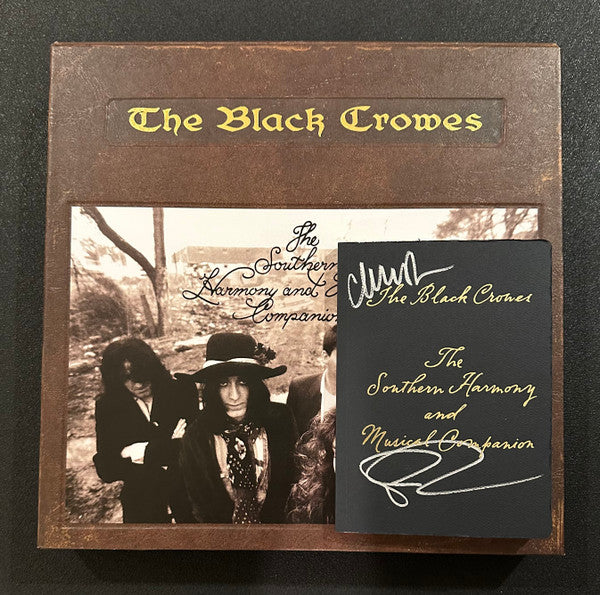 The Black Crowes
The
Southern
Harmony and
Companion
The Black Crowes
The
Southern Harmony
and
Musical Companion